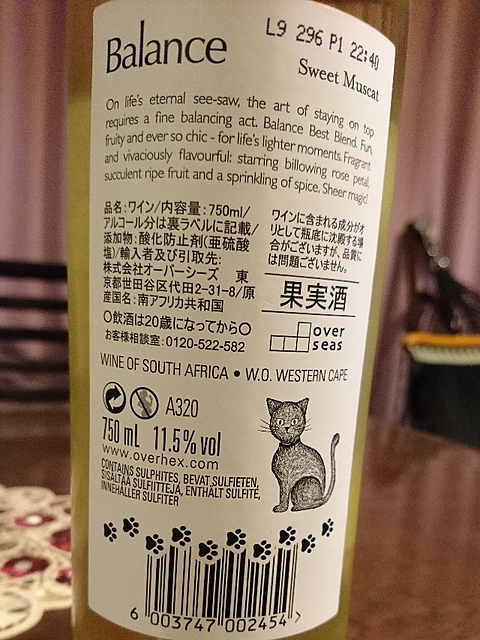 L9 296 P1 22:40
Balance
Sweet Muscat
On life's eternal see-saw, the art of staying on top
requires a fine balancing act. Balance Best Blend. Fun,
fruity and ever so chic - for life's lighter moments. Fragrant
and vivaciously flavourful: starring billowing rose petal,
succulent ripe fruit and a sprinkling of spice. Sheer magic!
品名:ワイン/内容量:750ml/
アルコール分は裏ラベルに記載/
添加物:酸化防止剤(亜硫酸
塩)/輸入者及び引取先:
株式会社オーバーシーズ 東
京都世田谷区代田2-31-8/原
産国名:南アフリカ共和国
〇飲酒は20歳になってから〇
お客様相談室:0120-522-582
ワインに含まれる成分がオ
リとして瓶底に沈殿する場
合がございますが、品質に
は問題ございません。
果実酒
over
seas
WINE OF SOUTH AFRICA • W.O. WESTERN CAPE
A320
750 mL 11.5% vol
www.overhex.com
CONTAINS SULPHITES, BEVAT SULFIETEN,
SISÄLTÄÄ SULFIITTEJA, ENTHÄLT SULFITE,
INNEHÅLLER SULFITER
6 003747 002454 >